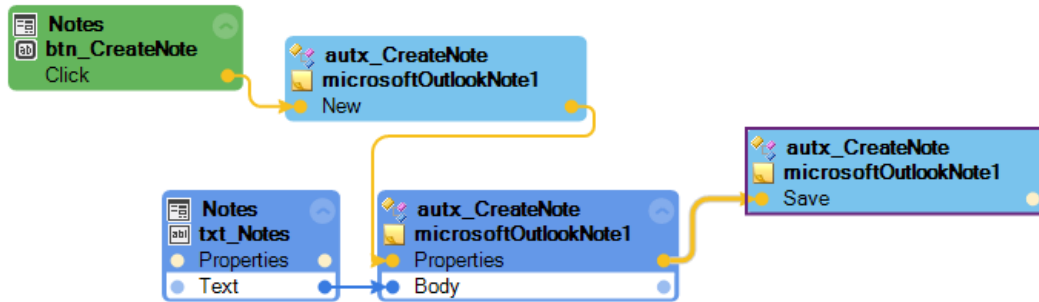 Notes
btn_CreateNote
Click
autx_CreateNote
microsoftOutlookNote1
New
autx_CreateNote
microsoftOutlookNote1
Save
Notes
txt_Notes
Properties
Text
autx_CreateNote
microsoftOutlookNote1
Properties
Body